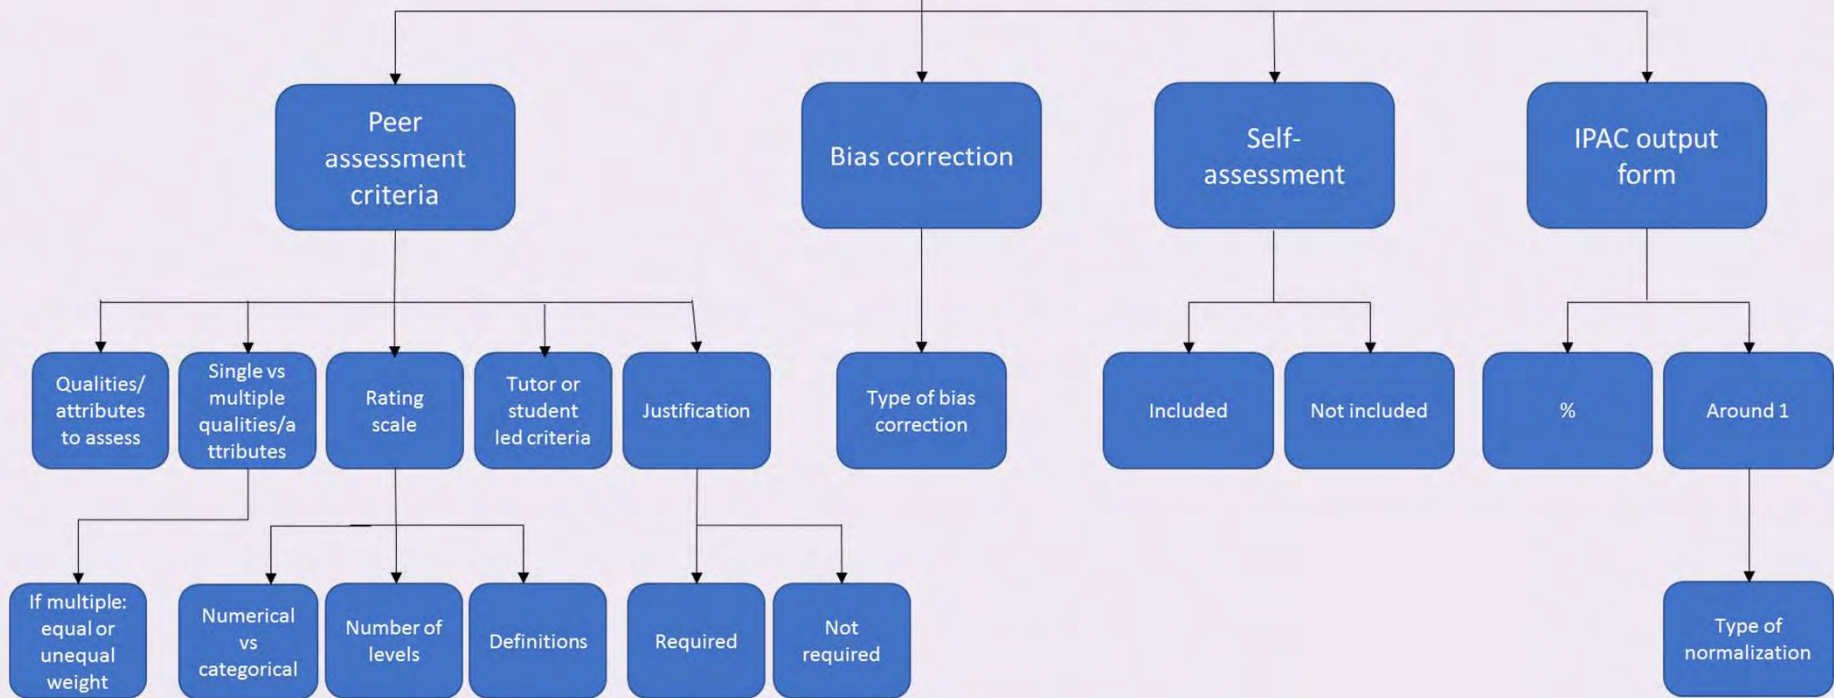 Peer
assessment
criteria
Bias correction
Self-
assessment
IPAC output
form
Qualities/
attributes
to assess
Single vs
multiple
qualities/a
ttributes
Rating
scale
Tutor or
student
led criteria
Justification
Type of bias
correction
Included
Not included
%
Around 1
If multiple:
equal or
unequal
weight
Numerical
vs
categorical
Number of
levels
Definitions
Required
Not
required
Type of
normalization